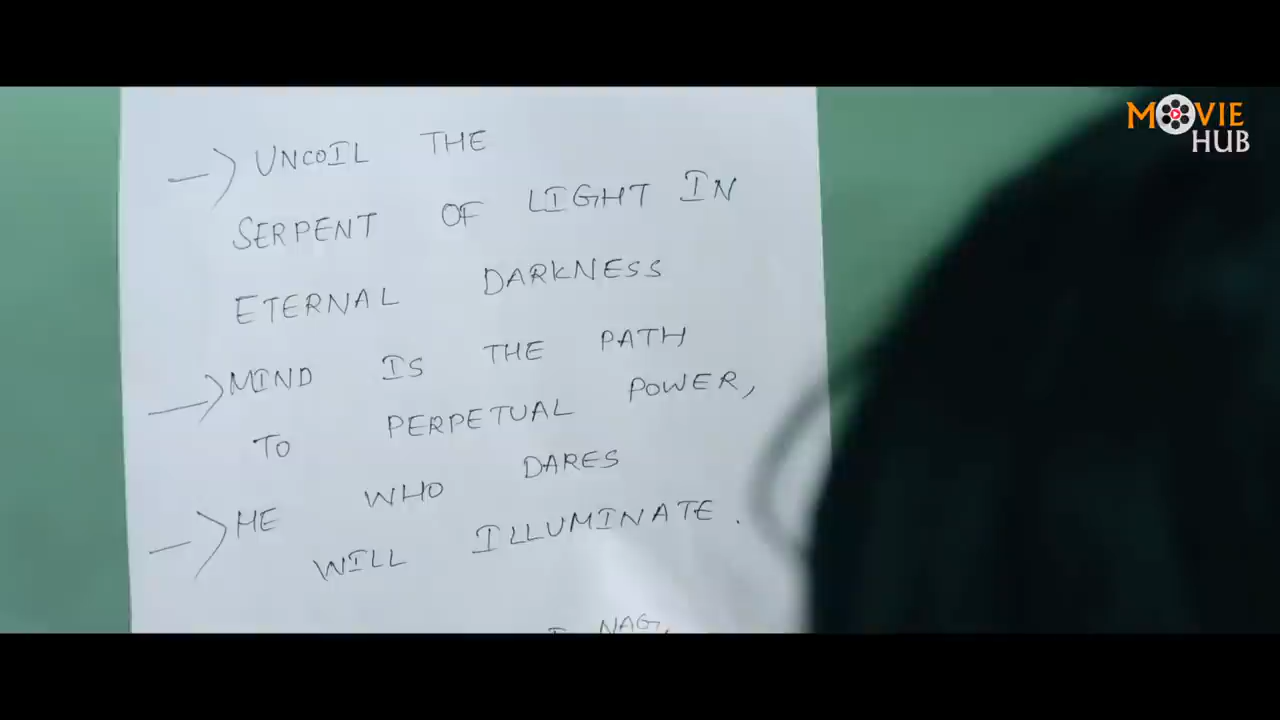 MOVIE
HUB
UNCOIL THE
SERPENT OF LIGHT IN
ETERNAL DARKNESS
MIND IS THE PATH
TO PERPETUAL POWER,
HE WHO DARES
WILL ILLUMINATE.
NAG,